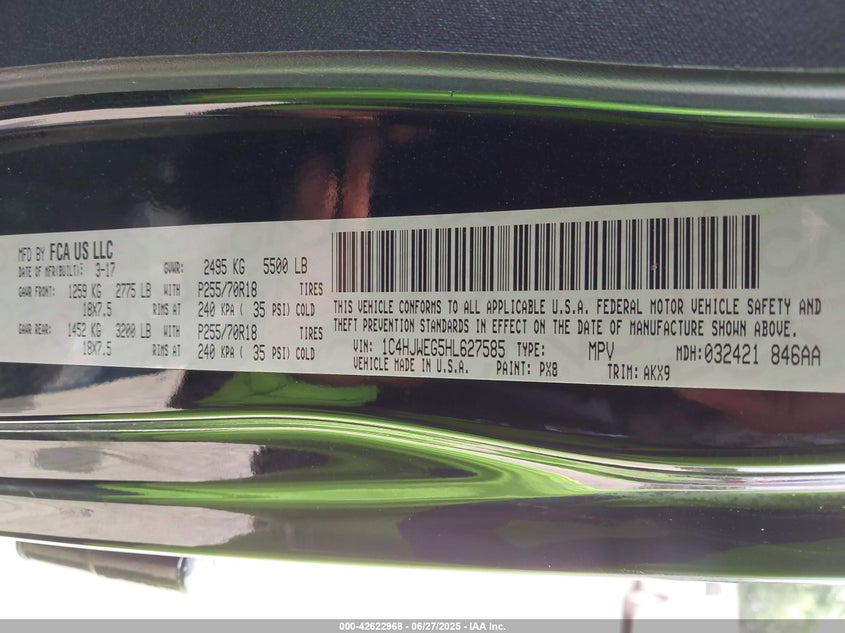 MFD BY FCA US LLC
DATE OF MFR(BUILT): 3-17 GVWR: 2495 KG 5500 LB
GAWR FRONT: 1259 KG 2775 LB WITH P255/70R18 TIRES
18X7.5 RIMS AT 240 KPA ( 35 PSI) COLD
GAWR REAR: 1452 KG 3200 LB WITH P255/70R18 TIRES
18X7.5 RIMS AT 240 KPA ( 35 PSI) COLD
THIS VEHICLE CONFORMS TO ALL APPLICABLE U.S.A. FEDERAL MOTOR VEHICLE SAFETY AND
THEFT PREVENTION STANDARDS IN EFFECT ON THE DATE OF MANUFACTURE SHOWN ABOVE.
VIN: 1C4HJWEG5HL627585 TYPE: MPV MDH:032421 846AA
VEHICLE MADE IN U.S.A. PAINT: PX8 TRIM: AKX9
000-42622968 - 06/27/2025 - IAA Inc.